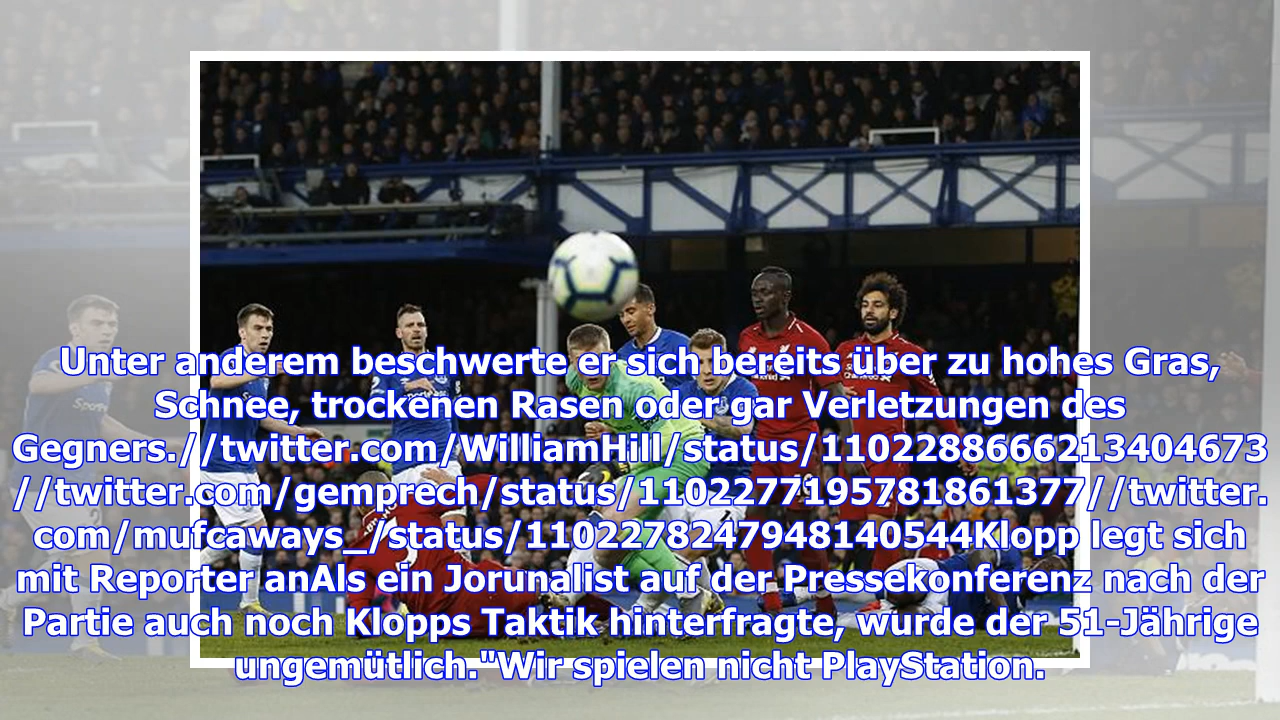 Unter anderem beschwerte er sich bereits über zu hohes Gras,
Schnee, trockenen Rasen oder gar Verletzungen des
Gegners.//twitter.com/WilliamHill/status/1102288666213404673
//twitter.com/gemprech/status/1102277195781861377//twitter.
com/mufcaways_/status/1102278247948140544Klopp legt sich
mit Reporter anAls ein Jorunalist auf der Pressekonferenz nach der
Partie auch noch Klopps Taktik hinterfragte, wurde der 51-Jährige
ungemütlich."Wir spielen nicht PlayStation.